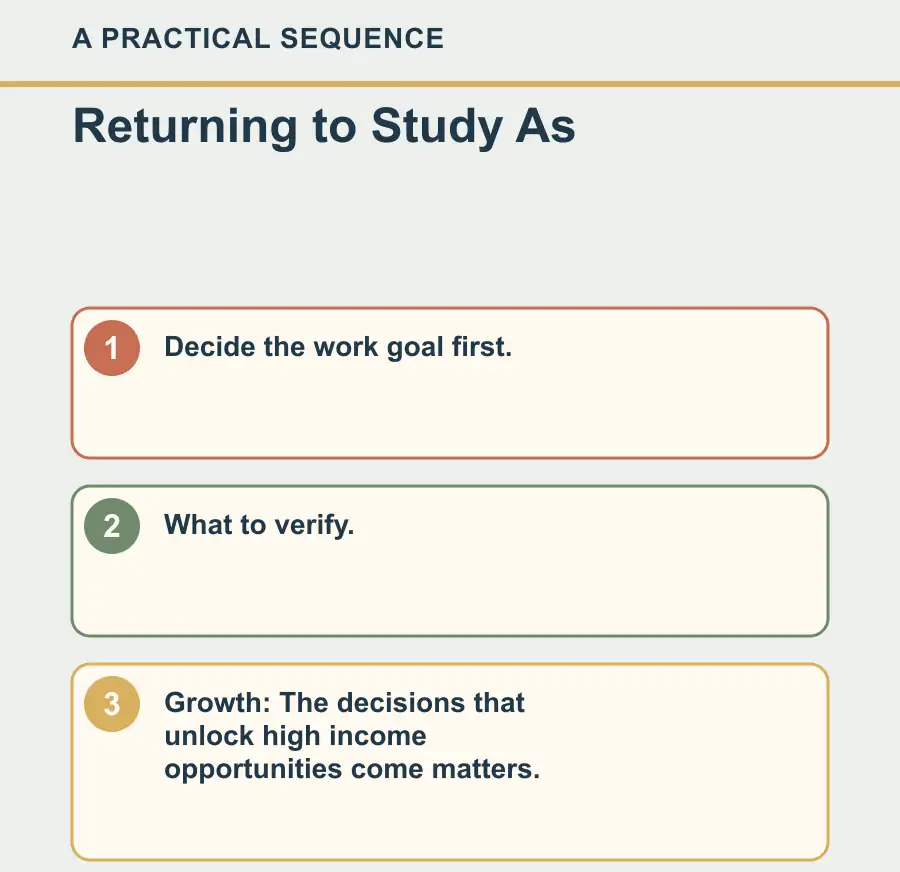 A PRACTICAL SEQUENCE
Returning to Study As
1
Decide the work goal first.
2
What to verify.
3
Growth: The decisions that
unlock high income
opportunities come matters.